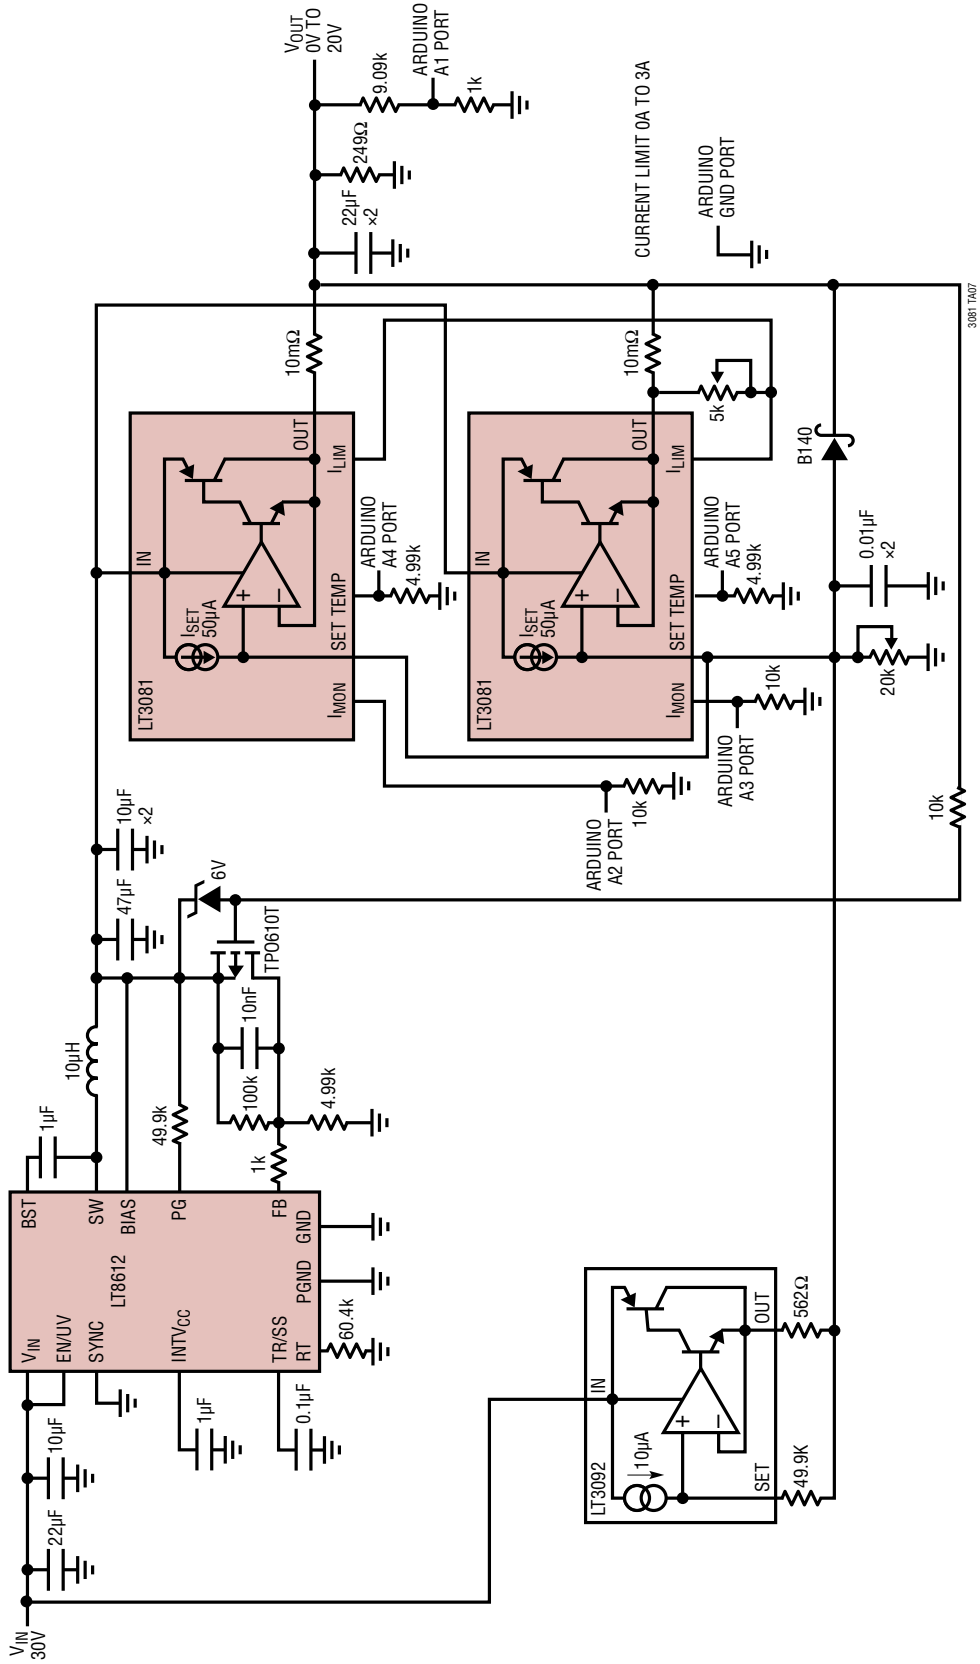 VIN
30V
22µF
10µF
VIN
EN/UV
SYNC
INTVCC
TR/SS
RT
LT8612
BST
SW
BIAS
PG
FB
PGND
GND
1µF
0.1µF
60.4k
1µF
10µH
49.9k
1k
100k
10nF
4.99k
TPO610T
6V
47µF
10µF
×2
LT3081
ISET
50µA
IN
OUT
IMON
SET
TEMP
ILIM
10mΩ
ARDUINO
A4 PORT
4.99k
22µF
×2
249Ω
9.09k
ARDUINO
A1 PORT
1k
VOUT
0V TO
20V
LT3081
ISET
50µA
IN
OUT
IMON
SET
TEMP
ILIM
10mΩ
ARDUINO
A5 PORT
4.99k
5k
CURRENT LIMIT 0A TO 3A
ARDUINO
GND PORT
ARDUINO
A2 PORT
10k
ARDUINO
A3 PORT
10k
20k
0.01µF
×2
B140
10k
LT3092
IN
10µA
SET
OUT
49.9K
562Ω
3081 TA07